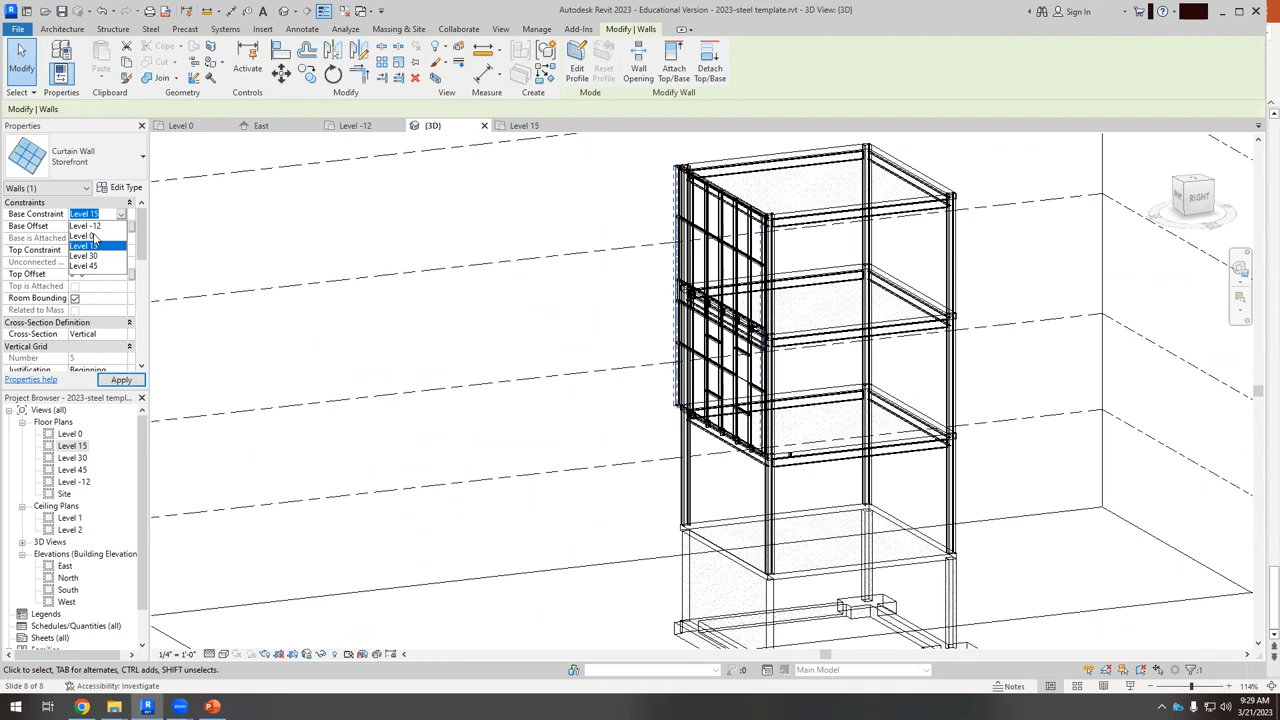 Autodesk Revit 2023 - Educational Version - 2023-steel template.rvt - 3D View: {3D}
Sign In
File Architecture Structure Steel Precast Systems Insert Annotate Analyze Massing & Site Collaborate View Manage Add-Ins Modify | Walls
Modify
Paste
Cope
Cut
Join
Activate
Edit Profile
Reset Profile
Wall Opening
Attach Top/Base
Detach Top/Base
Select
Properties
Clipboard
Geometry
Controls
Modify
View
Measure
Create
Mode
Modify Wall
Modify | Walls
Properties
Level 0
East
Level -12
{3D}
Level 15
Curtain Wall
Storefront
Walls (1)
Edit Type
Constraints
Base Constraint Level 15
Base Offset Level -12
Base is Attached Level 0
Level 15
Top Constraint
Level 30
Unconnected ...
Level 45
Top Offset
Top is Attached
Room Bounding
Related to Mass
Cross-Section Definition
Cross-Section Vertical
Vertical Grid
Number 5
Justification Beginning
Properties help
Apply
Project Browser - 2023-steel templ...
Views (all)
Floor Plans
Level 0
Level 15
Level 30
Level 45
Level -12
Site
Ceiling Plans
Level 1
Level 2
3D Views
Elevations (Building Elevation
East
North
South
West
Legends
Schedules/Quantities (all)
Sheets (all)
RIGHT
1/4" = 1'-0"
Click to select, TAB for alternates, CTRL adds, SHIFT unselects.
:0
Main Model
:1
Slide 8 of 8
Accessibility: Investigate
Notes
114%
9:29 AM
3/21/2023